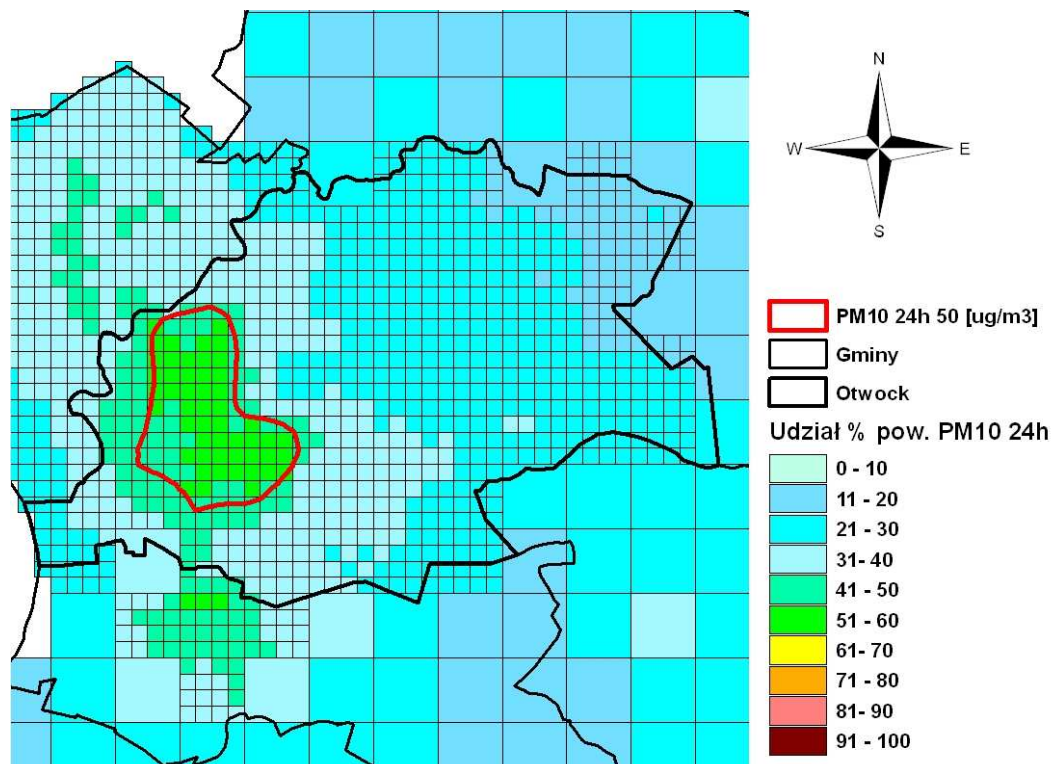 N
W
E
S
PM10 24h 50 [ug/m3]
Gminy
Otwock
Udział % pow. PM10 24h
0 - 10
11 - 20
21 - 30
31 - 40
41 - 50
51 - 60
61- 70
71 - 80
81- 90
91 - 100